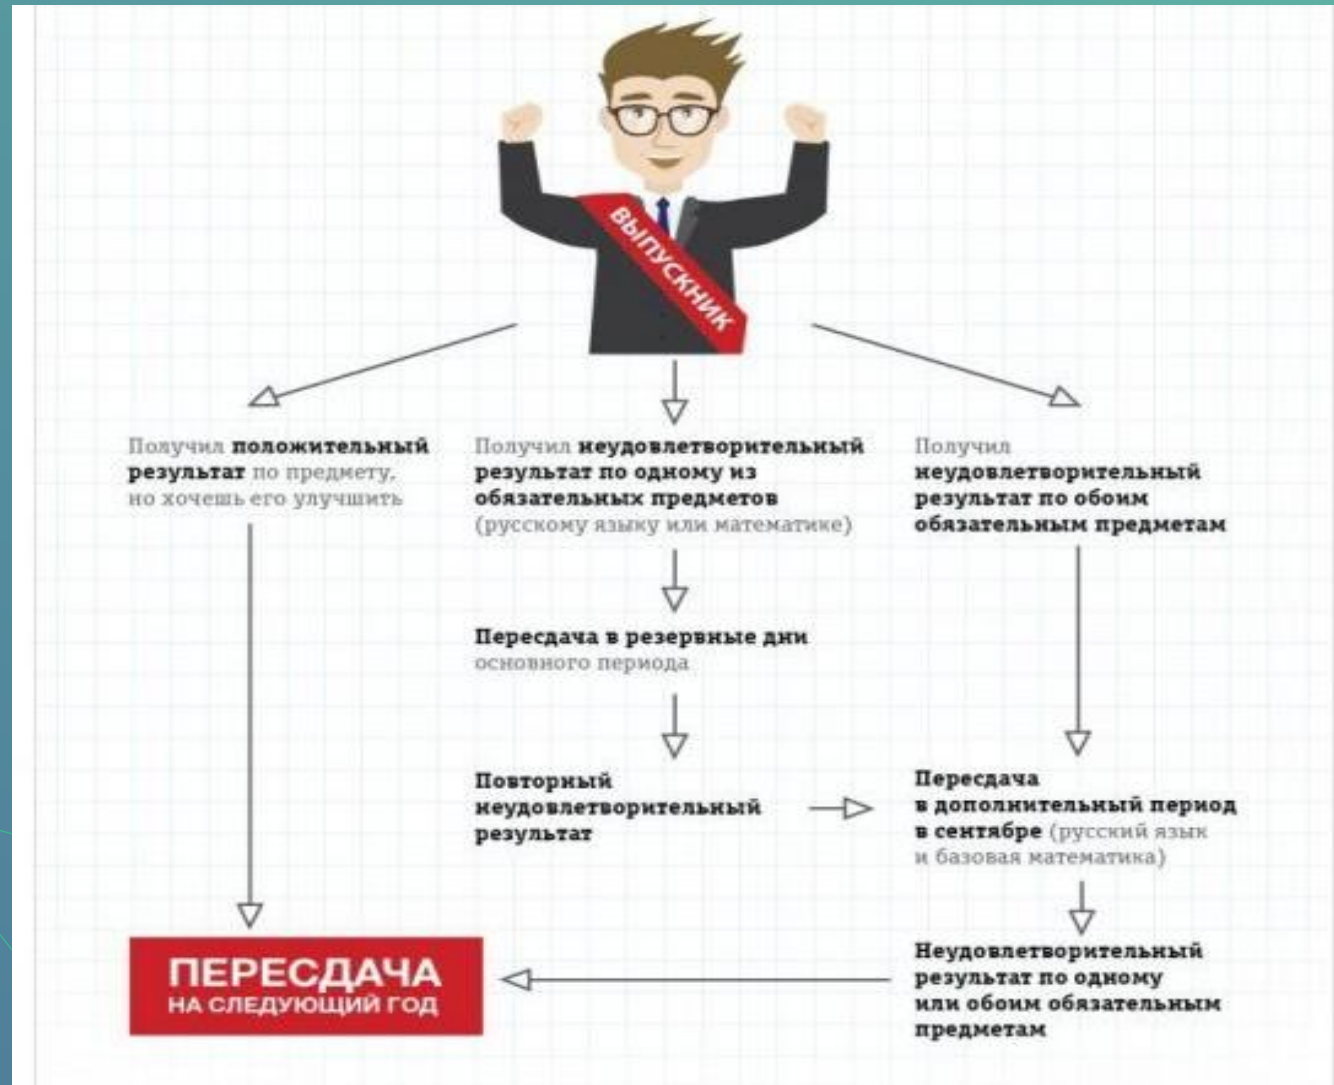 ВЫПУСКНИК
Получил положительный
результат по предмету,
но хочешь его улучшить
Получил неудовлетворительный
результат по одному из
обязательных предметов
(русскому языку или математике)
Получил
неудовлетворительный
результат по обоим
обязательным предметам
Пересдача в резервные дни
основного периода
Повторный
неудовлетворительный
результат
Пересдача
в дополнительный период
в сентябре (русский язык
и базовая математика)
Неудовлетворительный
результат по одному
или обоим обязательным
предметам
ПЕРЕСДАЧА
НА СЛЕДУЮЩИЙ ГОД